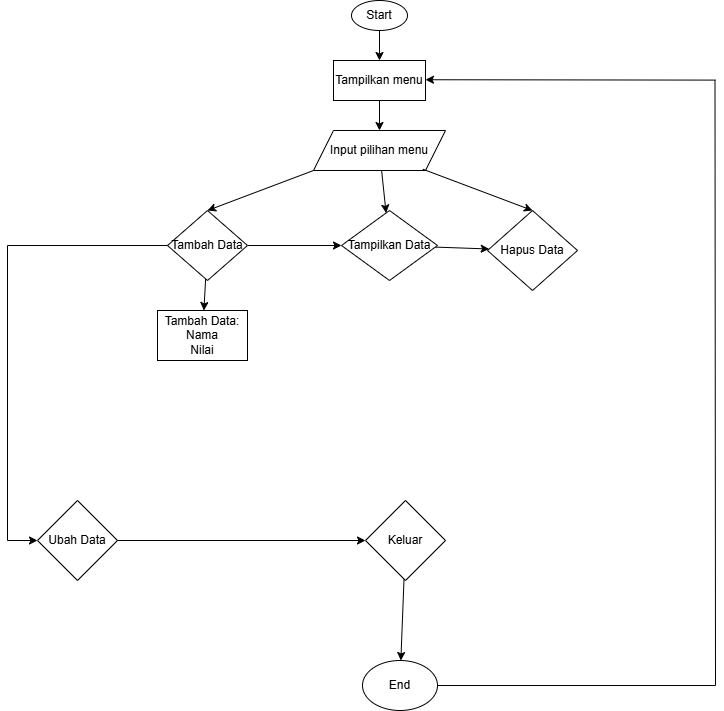 Start
Tampilkan menu
Input pilihan menu
Tambah Data
Tampilkan Data
Hapus Data
Tambah Data:
Nama
Nilai
Ubah Data
Keluar
End